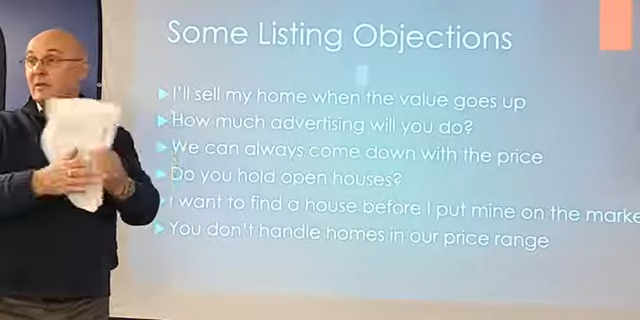 Some Listing Objections
I'll sell my home when the value goes up
How much advertising will you do?
We can always come down with the price
Do you hold open houses?
I want to find a house before I put mine on the marke
You don't handle homes in our price range